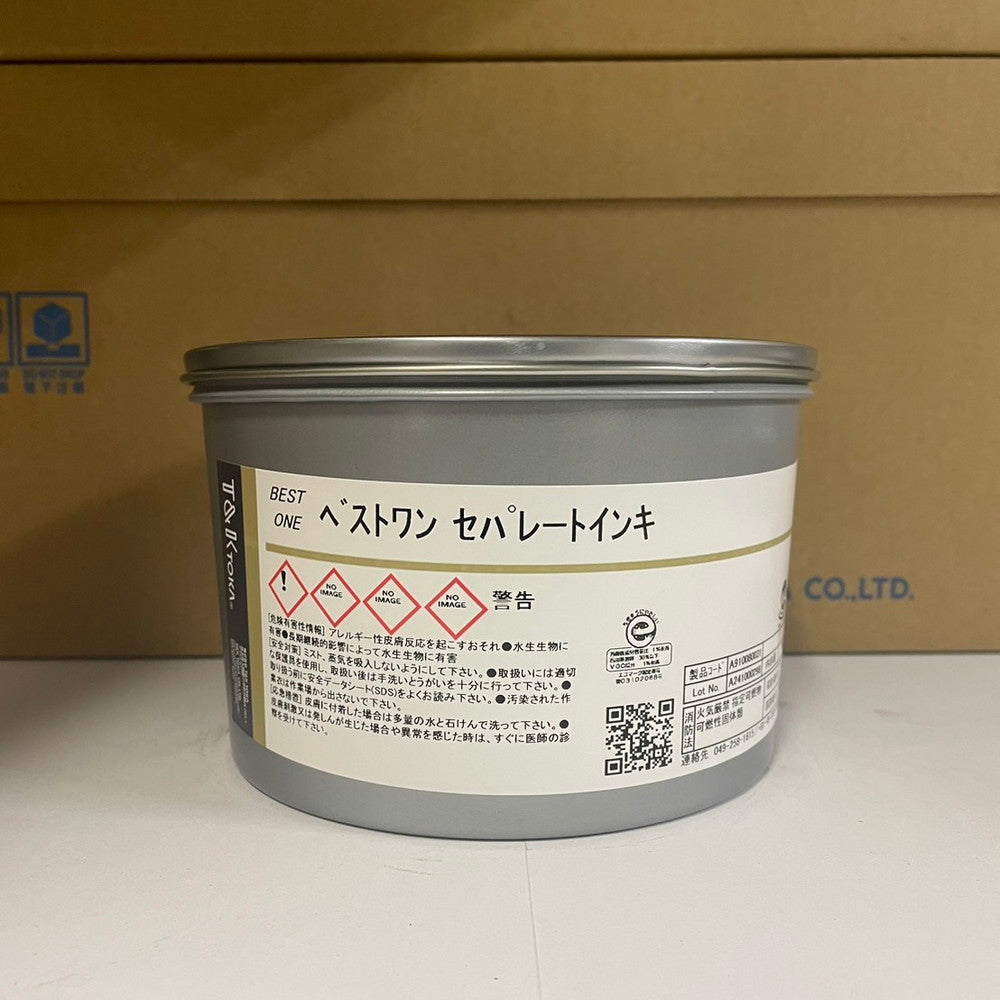 CO.,LTD.
DO NOT DROP
T&K TOKA®
BEST
ONE
ベストワン セパレートインキ
!
NO IMAGE
NO IMAGE
NO IMAGE
警告
[危険有害性情報] アレルギー性皮膚反応を起こすおそれ●水生生物に
有害●長期継続的影響によって水生生物に有害
[安全対策] ミスト、蒸気を吸入しないようにして下さい。●取扱いには適切
な保護具を使用し、取扱い後は手洗いとうがいを十分に行って下さい。●
取り扱う前に安全データシート(SDS)をよくお読み下さい。●汚染された作
業衣は作業場から出さないで下さい。
[応急措置] 皮膚に付着した場合は多量の水と石けんで洗って下さい。●
皮膚刺激又は発しんが生じた場合や異常を感じた時は、すぐに医師の診
察を受けて下さい。
製品コード
Lot No.
消防法
火気厳禁 指定可燃物
可燃性固体類
連絡先 049-258-1615